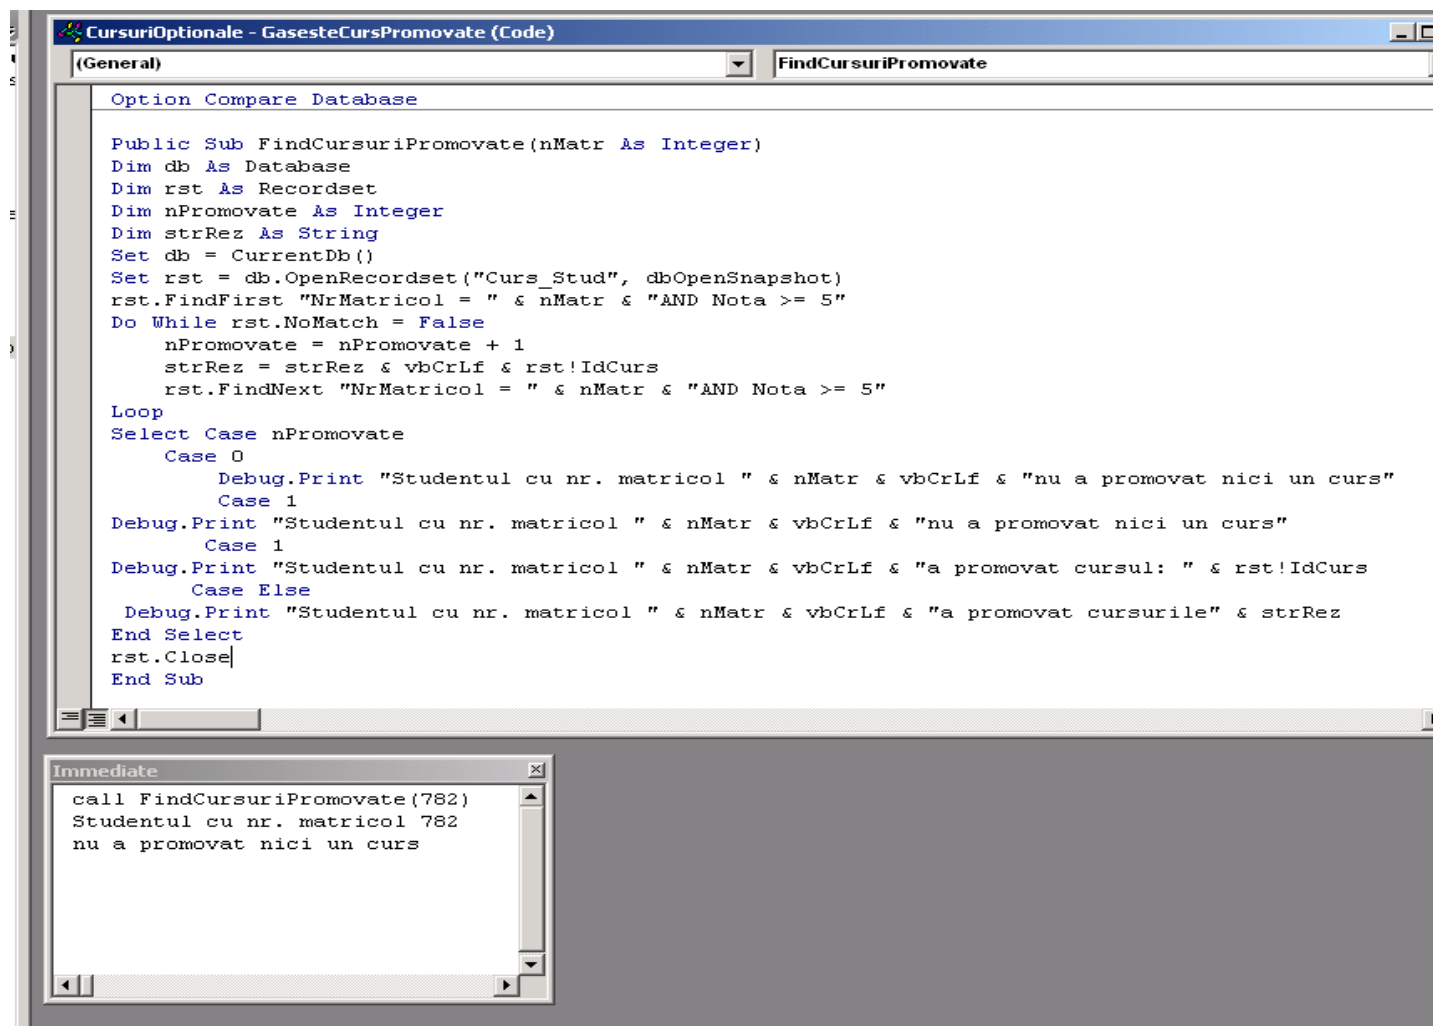 CursuriOptionale - GasesteCursPromovate (Code)
(General) FindCursuriPromovate
Option Compare Database
Public Sub FindCursuriPromovate(nMatr As Integer)
Dim db As Database
Dim rst As Recordset
Dim nPromovate As Integer
Dim strRez As String
Set db = CurrentDb()
Set rst = db.OpenRecordset("Curs_Stud", dbOpenSnapshot)
rst.FindFirst "NrMatricol = " & nMatr & "AND Nota >= 5"
Do While rst.NoMatch = False
nPromovate = nPromovate + 1
strRez = strRez & vbCrLf & rst!IdCurs
rst.FindNext "NrMatricol = " & nMatr & "AND Nota >= 5"
Loop
Select Case nPromovate
Case 0
Debug.Print "Studentul cu nr. matricol " & nMatr & vbCrLf & "nu a promovat nici un curs"
Case 1
Debug.Print "Studentul cu nr. matricol " & nMatr & vbCrLf & "nu a promovat nici un curs"
Case 1
Debug.Print "Studentul cu nr. matricol " & nMatr & vbCrLf & "a promovat cursul: " & rst!IdCurs
Case Else
Debug.Print "Studentul cu nr. matricol " & nMatr & vbCrLf & "a promovat cursurile" & strRez
End Select
rst.Close
End Sub
Immediate
call FindCursuriPromovate(782)
Studentul cu nr. matricol 782
nu a promovat nici un curs